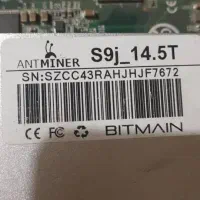 ANTMINER S9j_14.5T
SN:SZCC43RAHJHJF7672
CE FC BITMAIN